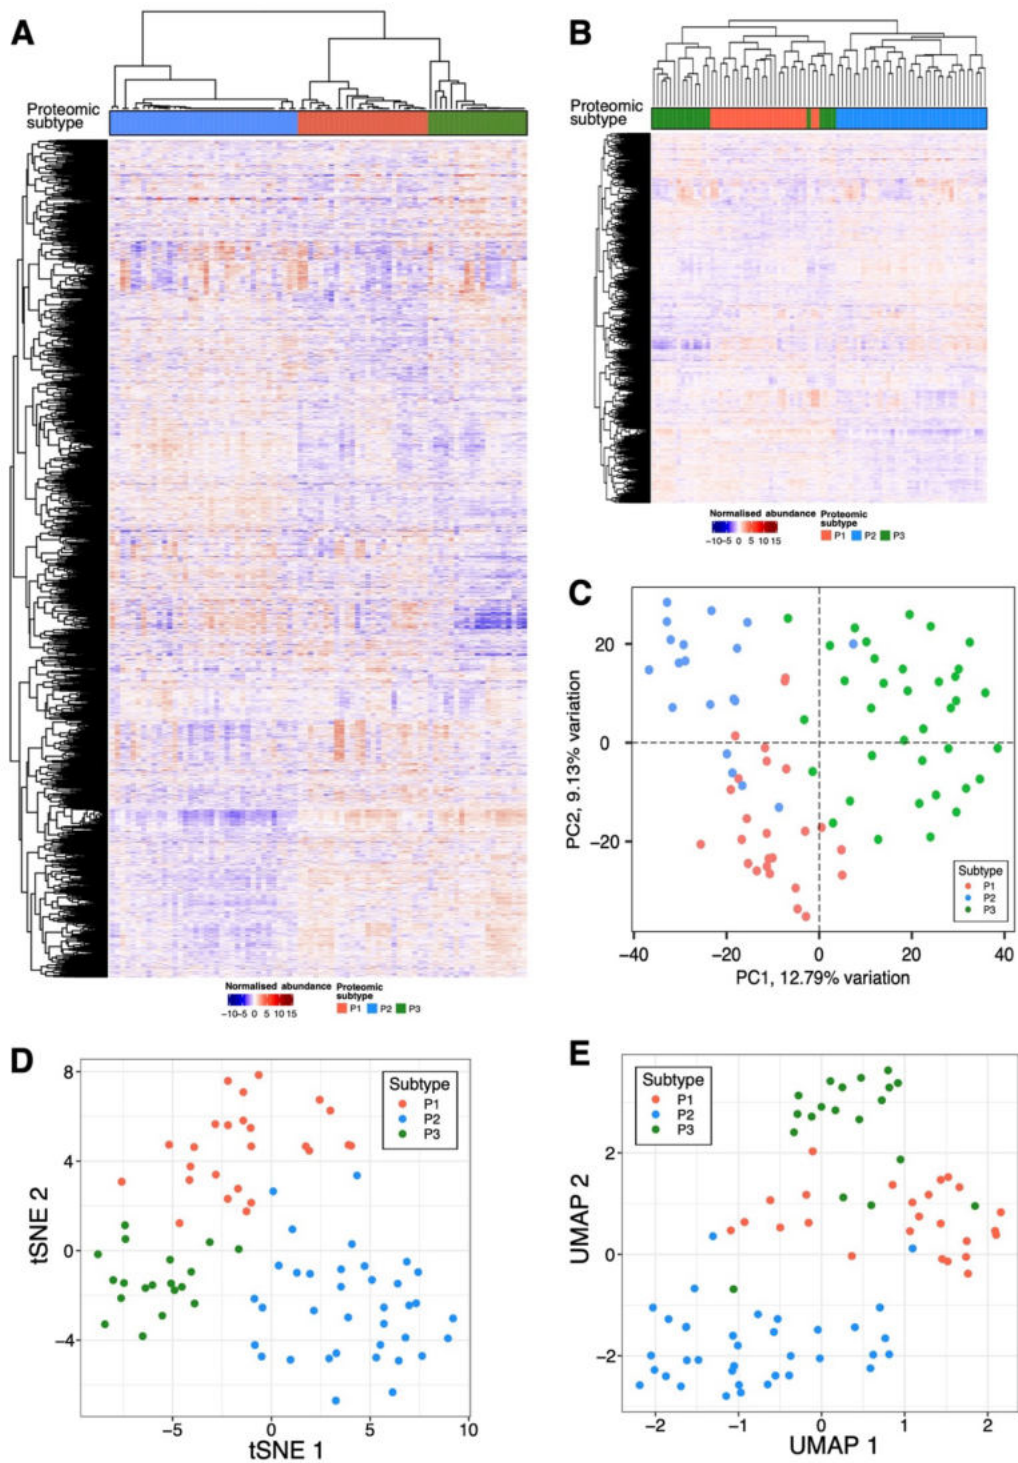 A
Proteomic
subtype
Normalised abundance
-10-5 0 5 10 15
Proteomic
subtype
P1 P2 P3
B
Proteomic
subtype
Normalised abundance
-10-5 0 5 10 15
Proteomic
subtype
P1 P2 P3
C
PC2, 9.13% variation
20
0
-20
-40 -20 0 20 40
PC1, 12.79% variation
Subtype
P1
P2
P3
D
tSNE 2
8
4
0
-4
-5 0 5 10
tSNE 1
Subtype
P1
P2
P3
E
UMAP 2
2
0
-2
-2 -1 0 1 2
UMAP 1
Subtype
P1
P2
P3